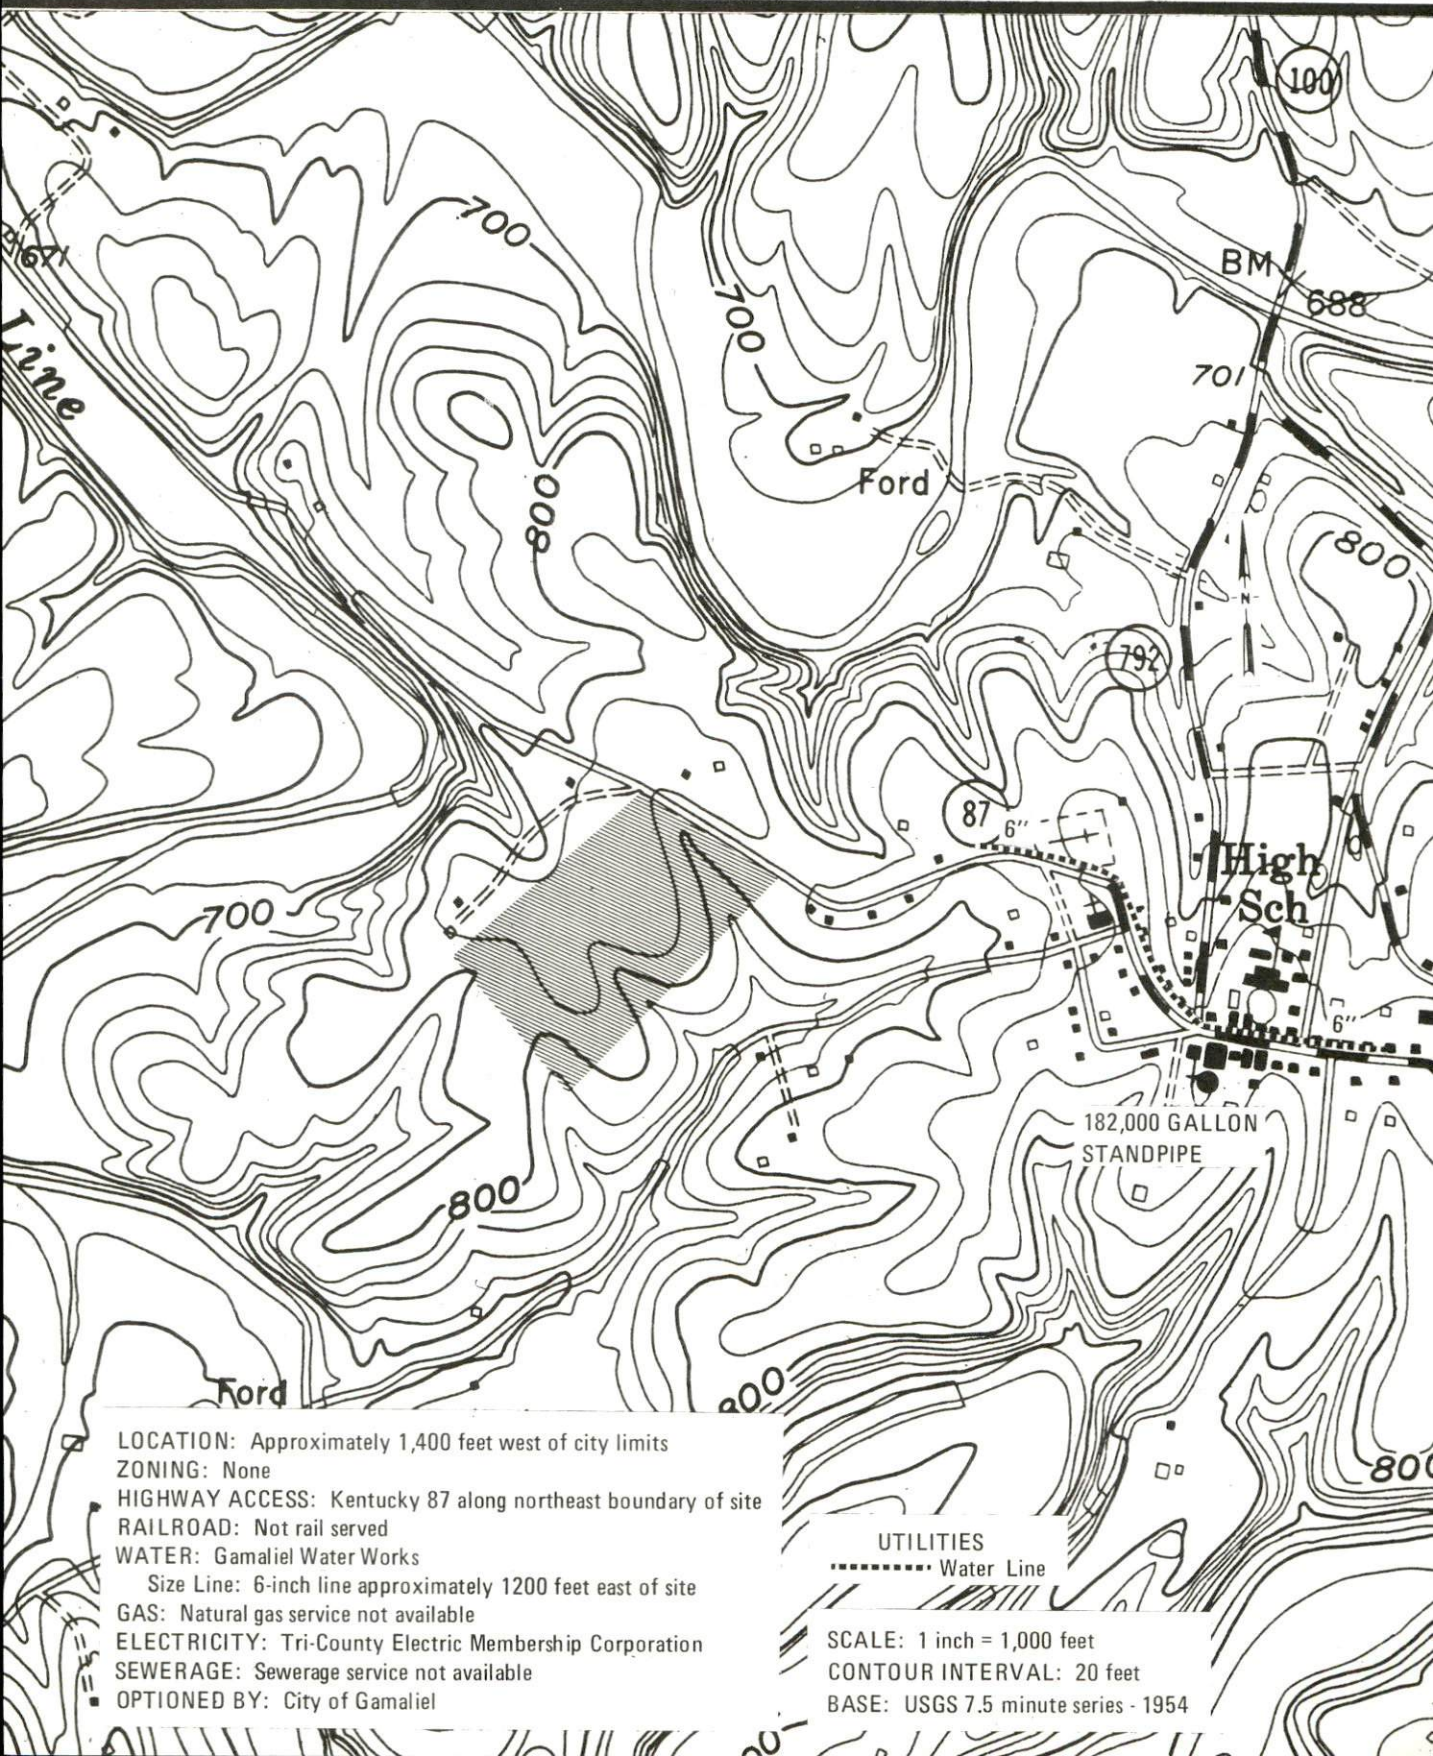 100
700
BM
671
688
700
Line
701
Ford
800
800
N
792
87
6"
High
Sch
700
6"
182,000 GALLON
STANDPIPE
800
800
Ford
LOCATION: Approximately 1,400 feet west of city limits
ZONING: None
HIGHWAY ACCESS: Kentucky 87 along northeast boundary of site
RAILROAD: Not rail served
WATER: Gamaliel Water Works
Size Line: 6-inch line approximately 1200 feet east of site
GAS: Natural gas service not available
ELECTRICITY: Tri-County Electric Membership Corporation
SEWERAGE: Sewerage service not available
OPTIONED BY: City of Gamaliel
800
UTILITIES
Water Line
SCALE: 1 inch = 1,000 feet
CONTOUR INTERVAL: 20 feet
BASE: USGS 7.5 minute series - 1954